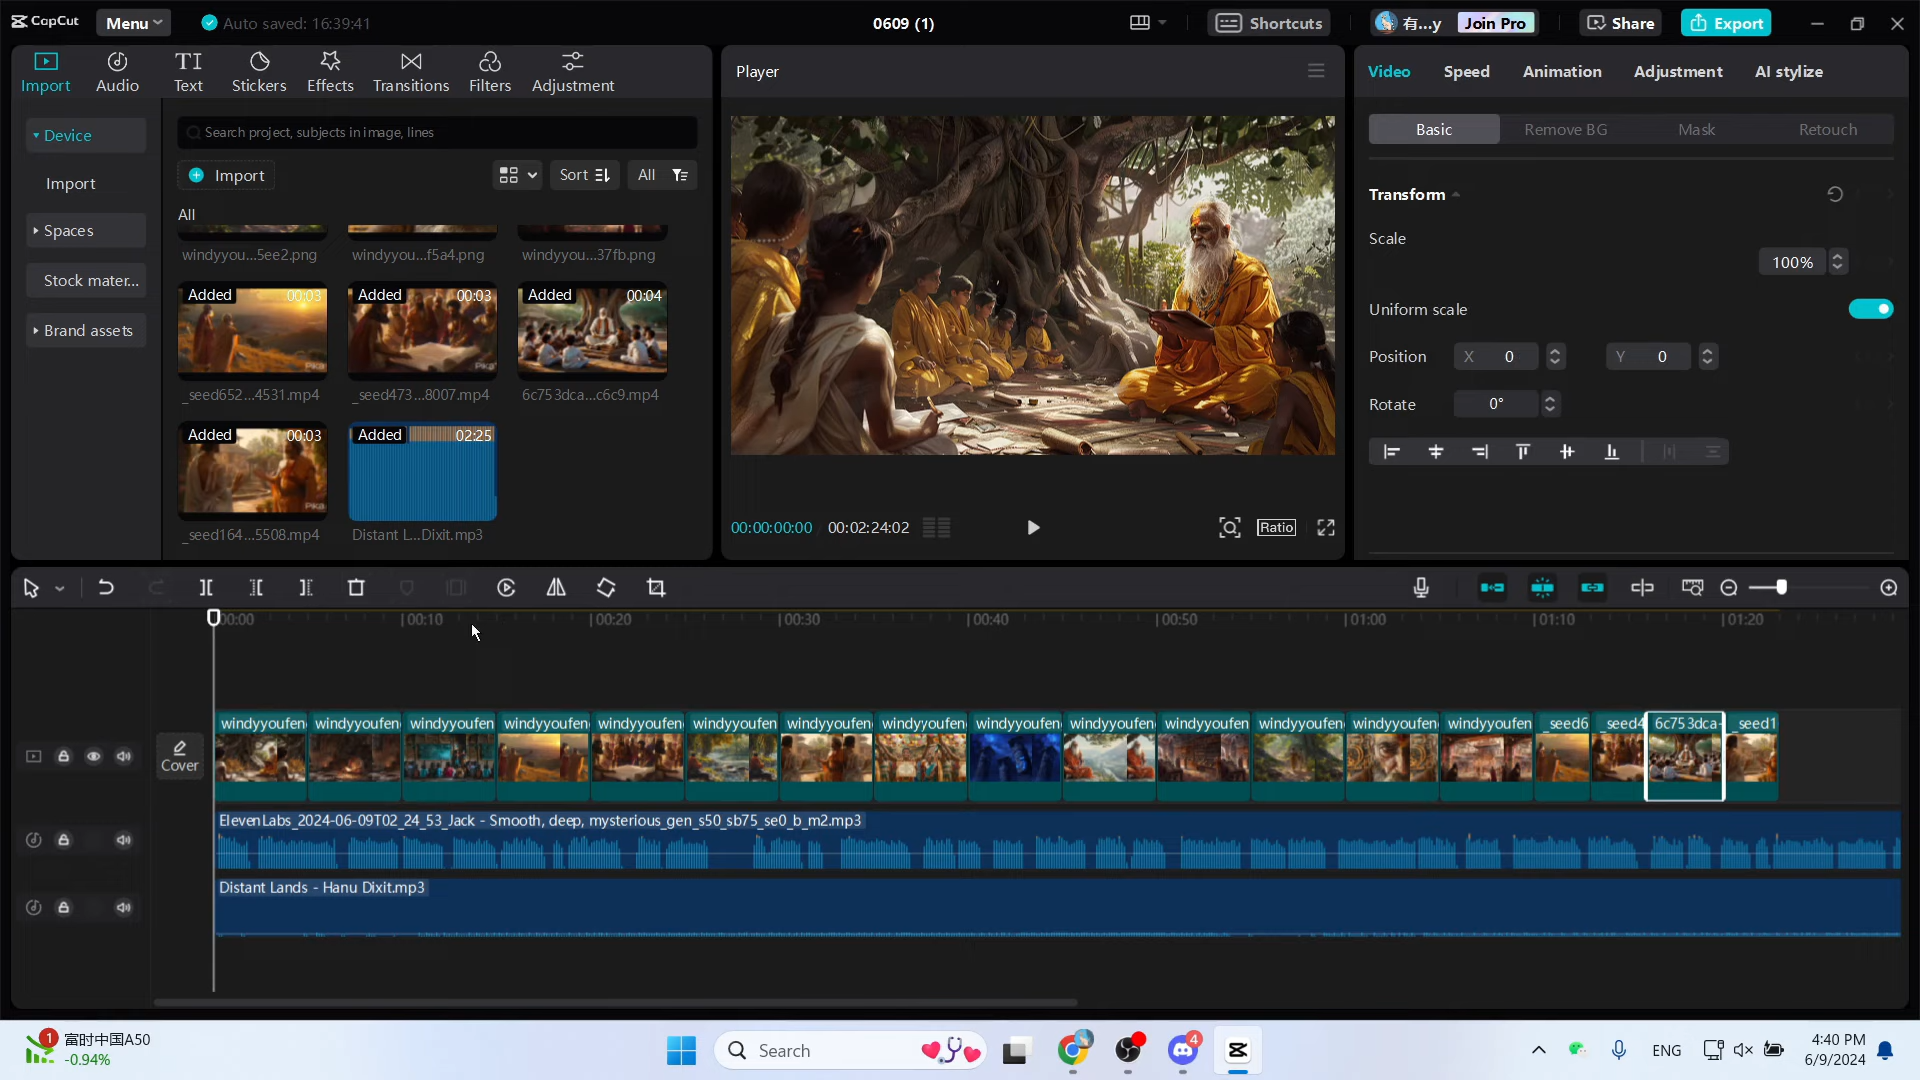 CapCut
Menu
Auto saved: 16:39:41
0609 (1)
Shortcuts
有...y
Join Pro
Share
Export
Import
Audio
Text
Stickers
Effects
Transitions
Filters
Adjustment
Device
Import
Spaces
Stock mater...
Brand assets
Search project, subjects in image, lines
Import
Sort
All
All
windyyou...5ee2.png
windyyou...f5a4.png
windyyou...37fb.png
Added 00:03
Added 00:03
Added 00:04
Pika
Pika
_seed652...4531.mp4
_seed473...8007.mp4
6c753dca...c6c9.mp4
Added 00:03
Added 02:25
Pika
_seed164...5508.mp4
Distant L...Dixit.mp3
Player
00:00:00:00
00:02:24:02
Ratio
Video
Speed
Animation
Adjustment
AI stylize
Basic
Remove BG
Mask
Retouch
Transform
Scale
100%
Uniform scale
Position
X 0
Y 0
Rotate
0°
00:00
00:10
00:20
00:30
00:40
00:50
01:00
01:10
01:20
Cover
windyyoufen
windyyoufen
windyyoufen
windyyoufen
windyyoufen
windyyoufen
windyyoufen
windyyoufen
windyyoufen
windyyoufen
windyyoufen
windyyoufen
windyyoufen
windyyoufen
_seed6
_seed4
6c753dca-
_seed1
ElevenLabs_2024-06-09T02_24_53_Jack - Smooth, deep, mysterious_gen_s50_sb75_se0_b_m2.mp3
Distant Lands - Hanu Dixit.mp3
1
富时中国A50
-0.94%
Search
4
ENG
4:40 PM
6/9/2024